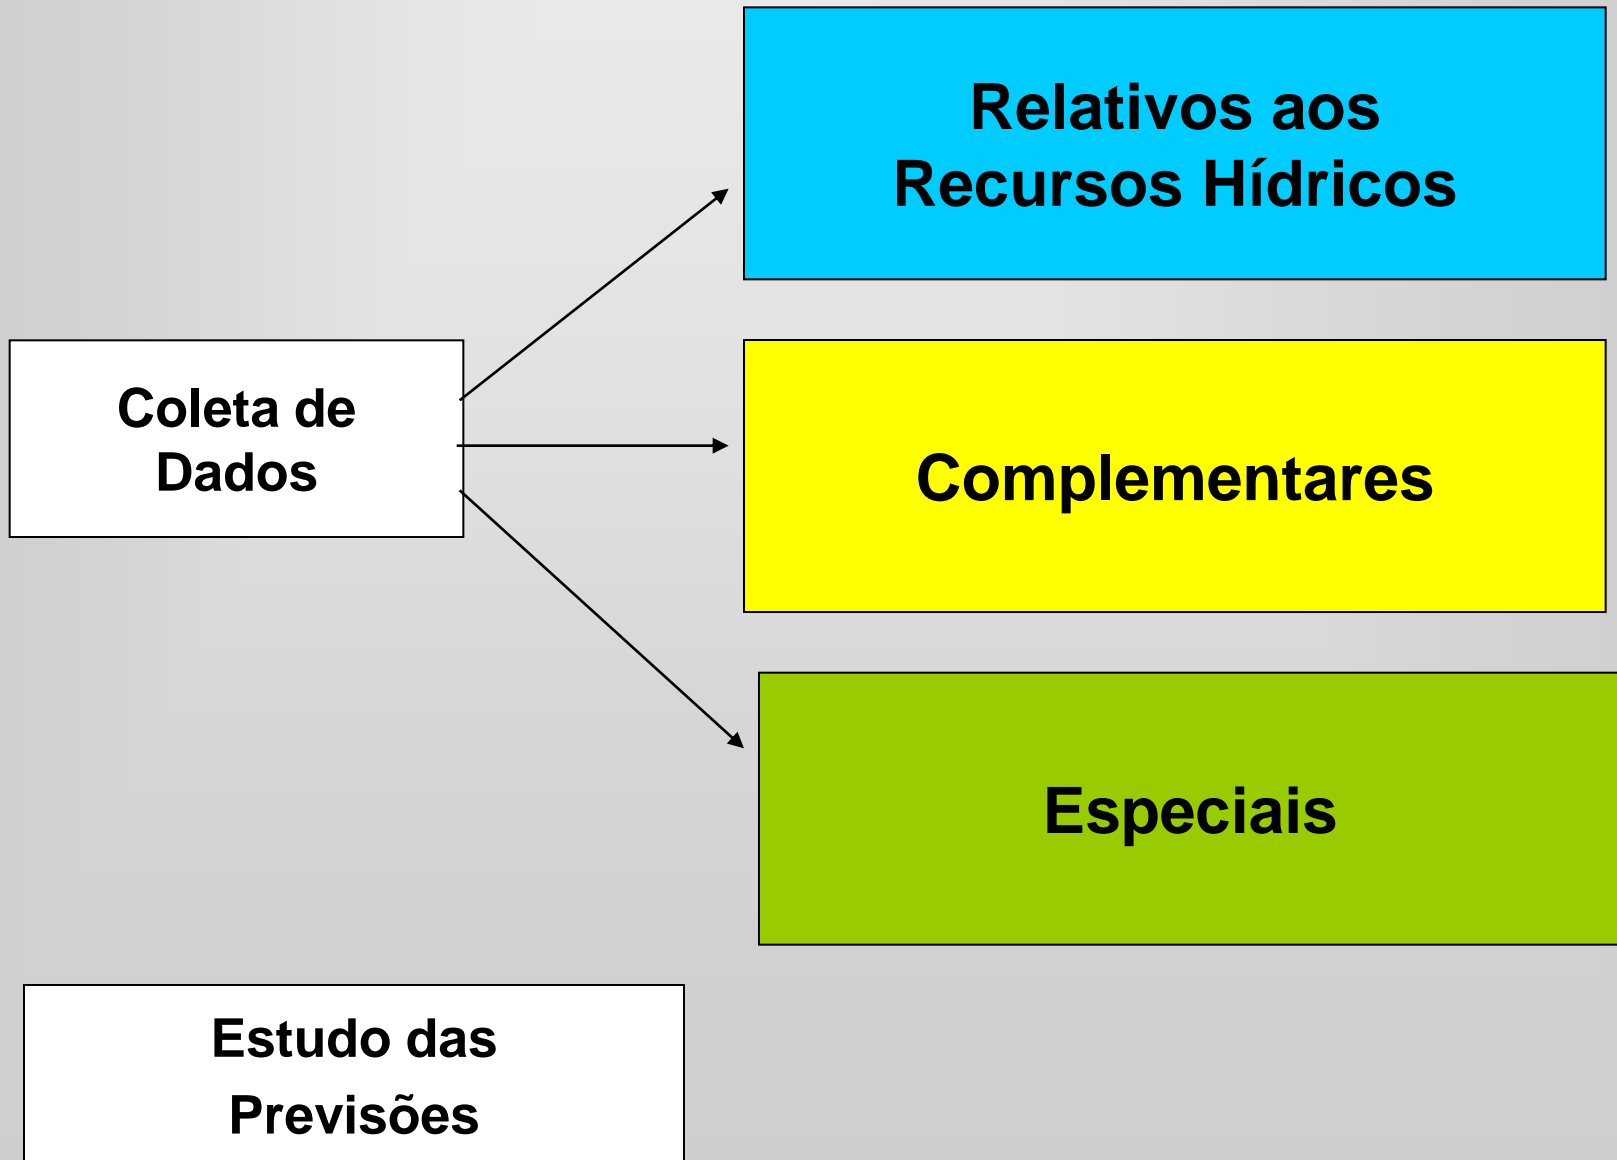 Relativos aos
Recursos Hídricos
Coleta de
Dados
Complementares
Especiais
Estudo das
Previsões